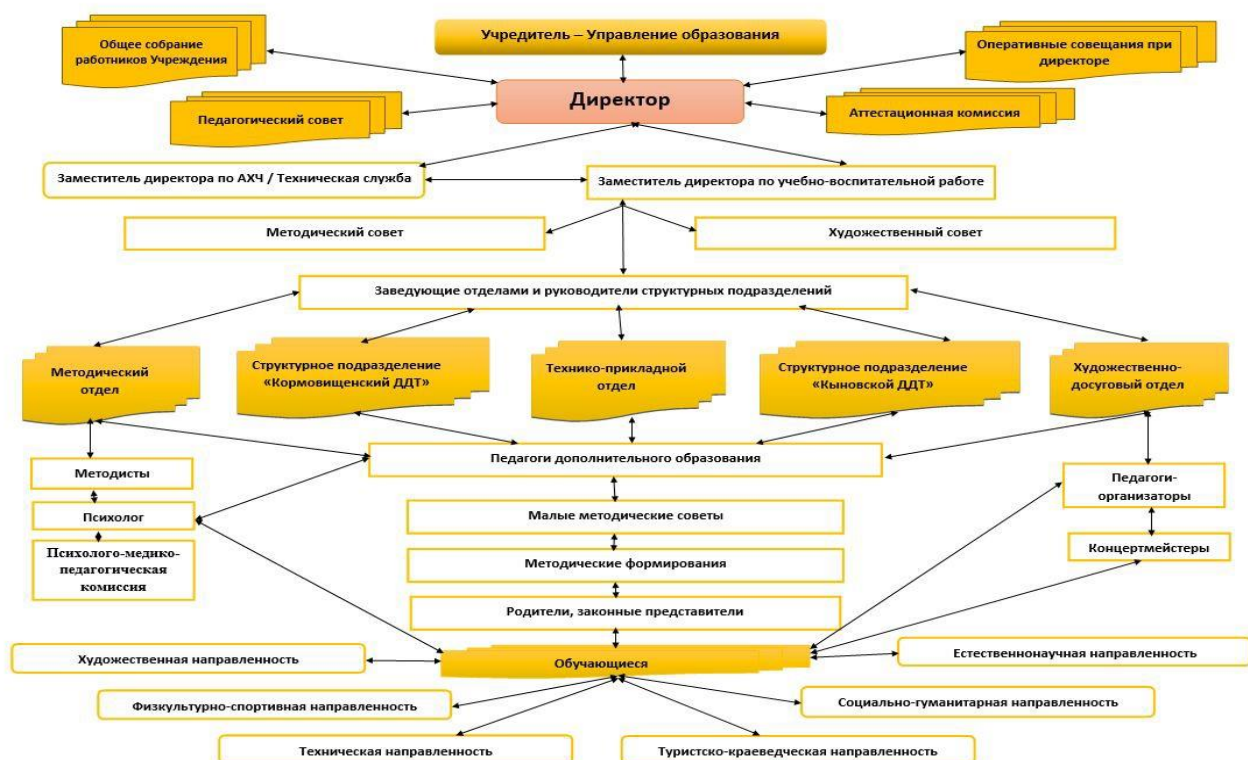 Учредитель – Управление образования
Общее собрание
работников Учреждения
Оперативные совещания при
директоре
Директор
Педагогический совет
Аттестационная комиссия
Заместитель директора по АХЧ / Техническая служба
Заместитель директора по учебно-воспитательной работе
Методический совет
Художественный совет
Заведующие отделами и руководители структурных подразделений
Методический
отдел
Структурное подразделение
«Кормовищенский ДДТ»
Технико-прикладной
отдел
Структурное подразделение
«Кыновской ДДТ»
Художественно-
досуговый отдел
Педагоги дополнительного образования
Методисты
Психолог
Психолого-медико-
педагогическая
комиссия
Малые методические советы
Методические формирования
Родители, законные представители
Педагоги-
организаторы
Концертмейстеры
Обучающиеся
Художественная направленность
Естественнонаучная направленность
Физкультурно-спортивная направленность
Социально-гуманитарная направленность
Техническая направленность
Туристско-краеведческая направленность